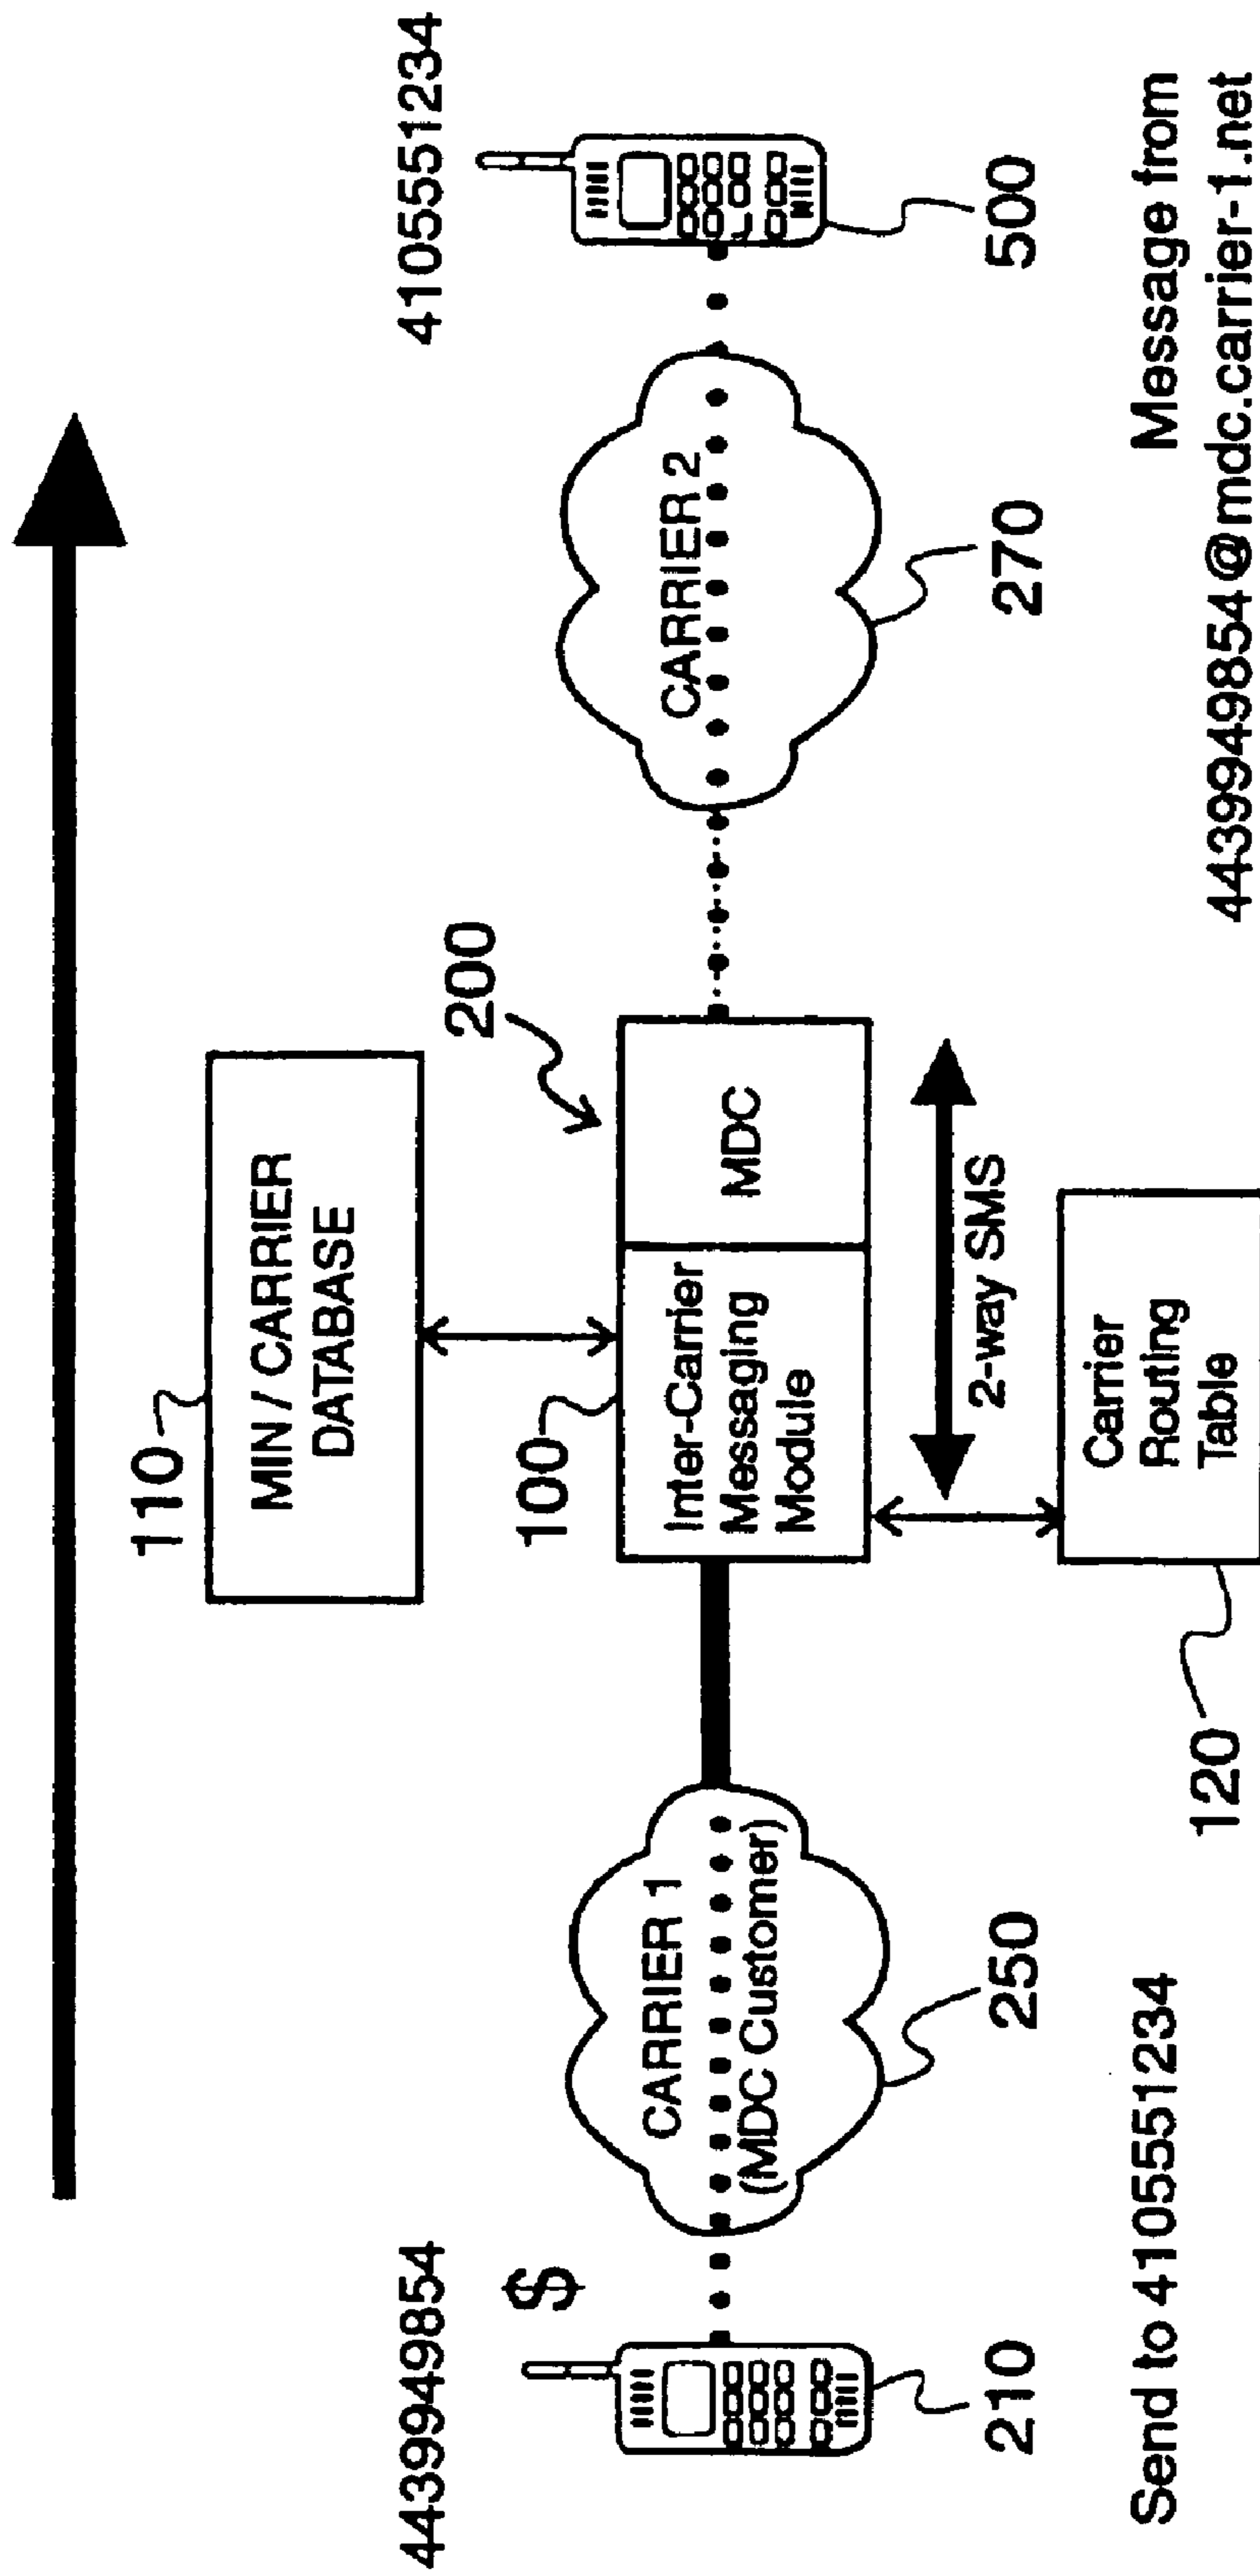 4439949854
$
210
Send to 4105551234
CARRIER 1
(MDC Customer)
250
110
MIN / CARRIER
DATABASE
100
Inter-Carrier
Messaging
Module
MDC
200
2-way SMS
120
Carrier
Routing
Table
CARRIER 2
270
4105551234
500
Message from
4439949854@mdc.carrier-1.net